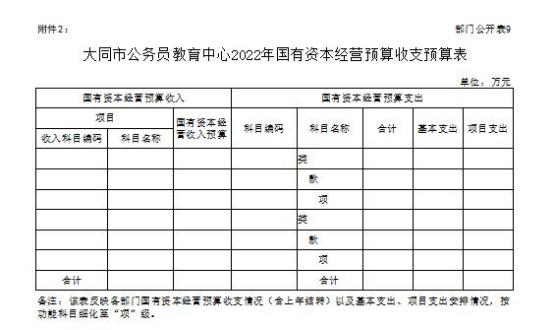 附件2： 部门公开表9
大同市公务员教育中心2022年国有资本经营预算收支预算表
单位：万元
国有资本经营预算收入 国有资本经营预算支出
项目 国有资本经营收入预算 科目编码 科目名称 合计 基本支出 项目支出
收入科目编码 科目名称
类
款
项
类
款
项
合计 合计
备注：该表反映各部门国有资本经营预算收支情况（含上年结转）以及基本支出、项目支出安排情况，按
功能科目细化至“项”级。